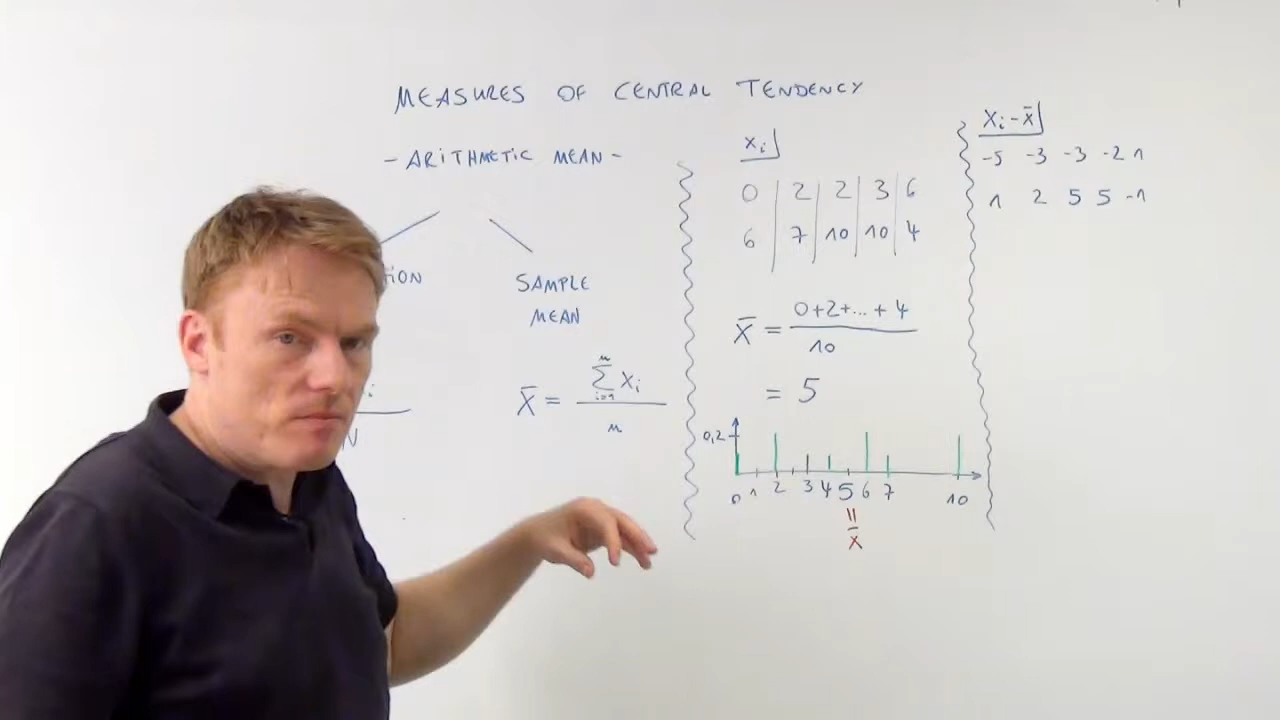 MEASURES OF CENTRAL TENDENCY
- ARITHMETIC MEAN -
TION
SAMPLE
MEAN
i
N
x̄ = Σ xi
n
i=1
n
xi
0 | 2 | 2 | 3 | 6
6 | 7 | 10 | 10 | 4
x̄ = 0+2+...+4
10
= 5
0,2
0 1 2 3 4 5 6 7 10
=
x̄
xi - x̄
-5 -3 -3 -2 1
1 2 5 5 -1